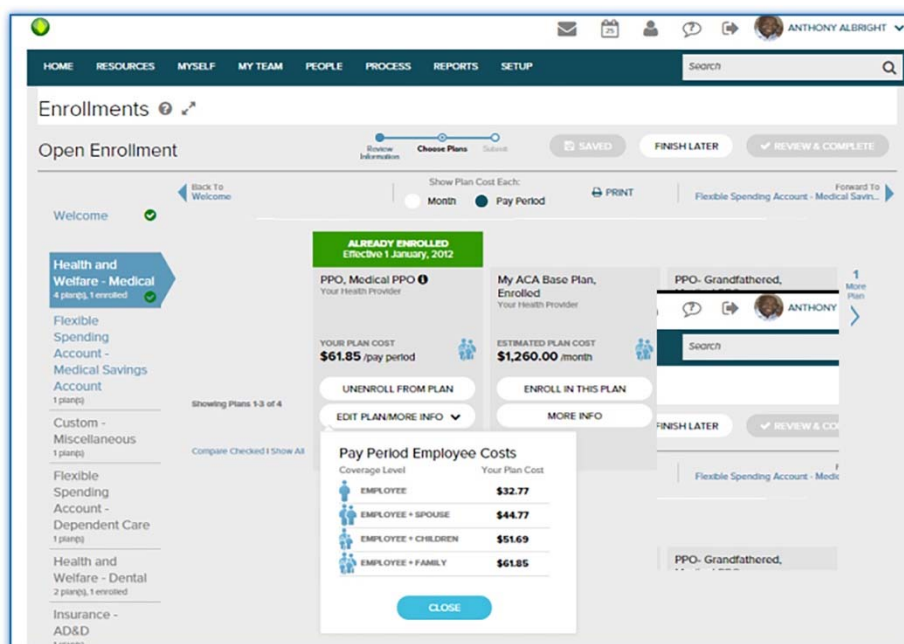 25
ANTHONY ALBRIGHT
HOME RESOURCES MYSELF MY TEAM PEOPLE PROCESS REPORTS SETUP
Search
Enrollments
Open Enrollment
Review Information
Choose Plans
Submit
SAVED
FINISH LATER
REVIEW & COMPLETE
Back To
Welcome
Show Plan Cost Each:
Month Pay Period
PRINT
Forward To
Flexible Spending Account - Medical Savin...
Welcome
Health and
Welfare - Medical
4 plan(s), 1 enrolled
Flexible
Spending
Account -
Medical Savings
Account
1 plan(s)
Custom -
Miscellaneous
1 plan(s)
Flexible
Spending
Account -
Dependent Care
1 plan(s)
Health and
Welfare - Dental
2 plan(s), 1 enrolled
Insurance -
AD&D
Showing Plans 1-3 of 4
Compare Checked | Show All
ALREADY ENROLLED
Effective 1 January, 2012
PPO, Medical PPO
Your Health Provider
YOUR PLAN COST
$61.85 /pay period
UNENROLL FROM PLAN
EDIT PLAN/MORE INFO
My ACA Base Plan,
Enrolled
Your Health Provider
ESTIMATED PLAN COST
$1,260.00 /month
ENROLL IN THIS PLAN
MORE INFO
PPO- Grandfathered,
1
More
Plan
ANTHONY
Search
FINISH LATER
REVIEW & CO
Flexible Spending Account - Medic
PPO- Grandfathered,
Pay Period Employee Costs
Coverage Level Your Plan Cost
EMPLOYEE $32.77
EMPLOYEE + SPOUSE $44.77
EMPLOYEE + CHILDREN $51.69
EMPLOYEE + FAMILY $61.85
CLOSE